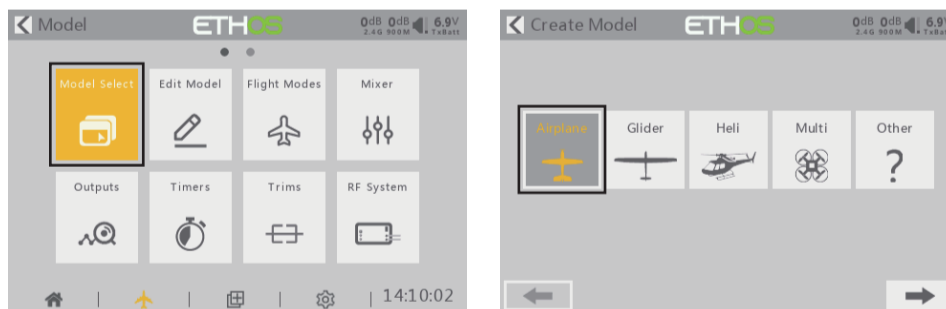 Model
ETHOS
0dB 0dB 6.9V
2.4G 900M TxBatt
Model Select
Edit Model
Flight Modes
Mixer
Outputs
Timers
Trims
RF System
14:10:02
Create Model
ETHOS
0dB 0dB 6.9V
2.4G 900M TxBatt
Airplane
Glider
Heli
Multi
Other
?